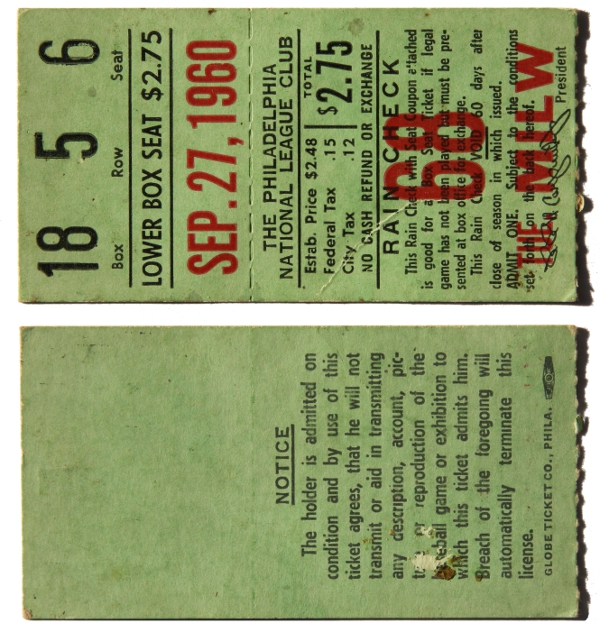 18 5 6
Box Row Seat
LOWER BOX SEAT $2.75
SEP. 27, 1960
THE PHILADELPHIA
NATIONAL LEAGUE CLUB
Estab. Price $2.48
Federal Tax .15
City Tax .12
TOTAL
$2.75
NO CASH REFUND OR EXCHANGE
RAIN CHECK
This Rain Check with Seat Coupon attached
is good for a Box Seat Ticket if legal
game has not been played but must be pre-
sented at box office for exchange.
This Rain Check VOID 60 days after
close of season in which issued.
ADMIT ONE. Subject to the conditions
set forth on the back hereof.
President
THE W
NOTICE
The holder is admitted on
condition and by use of this
ticket agrees, that he will not
transmit or aid in transmitting
any description, account, pic-
or reproduction of the
baseball game or exhibition to
which this ticket admits him.
Breach of the foregoing will
automatically terminate this
license.
GLOBE TICKET CO., PHILA.